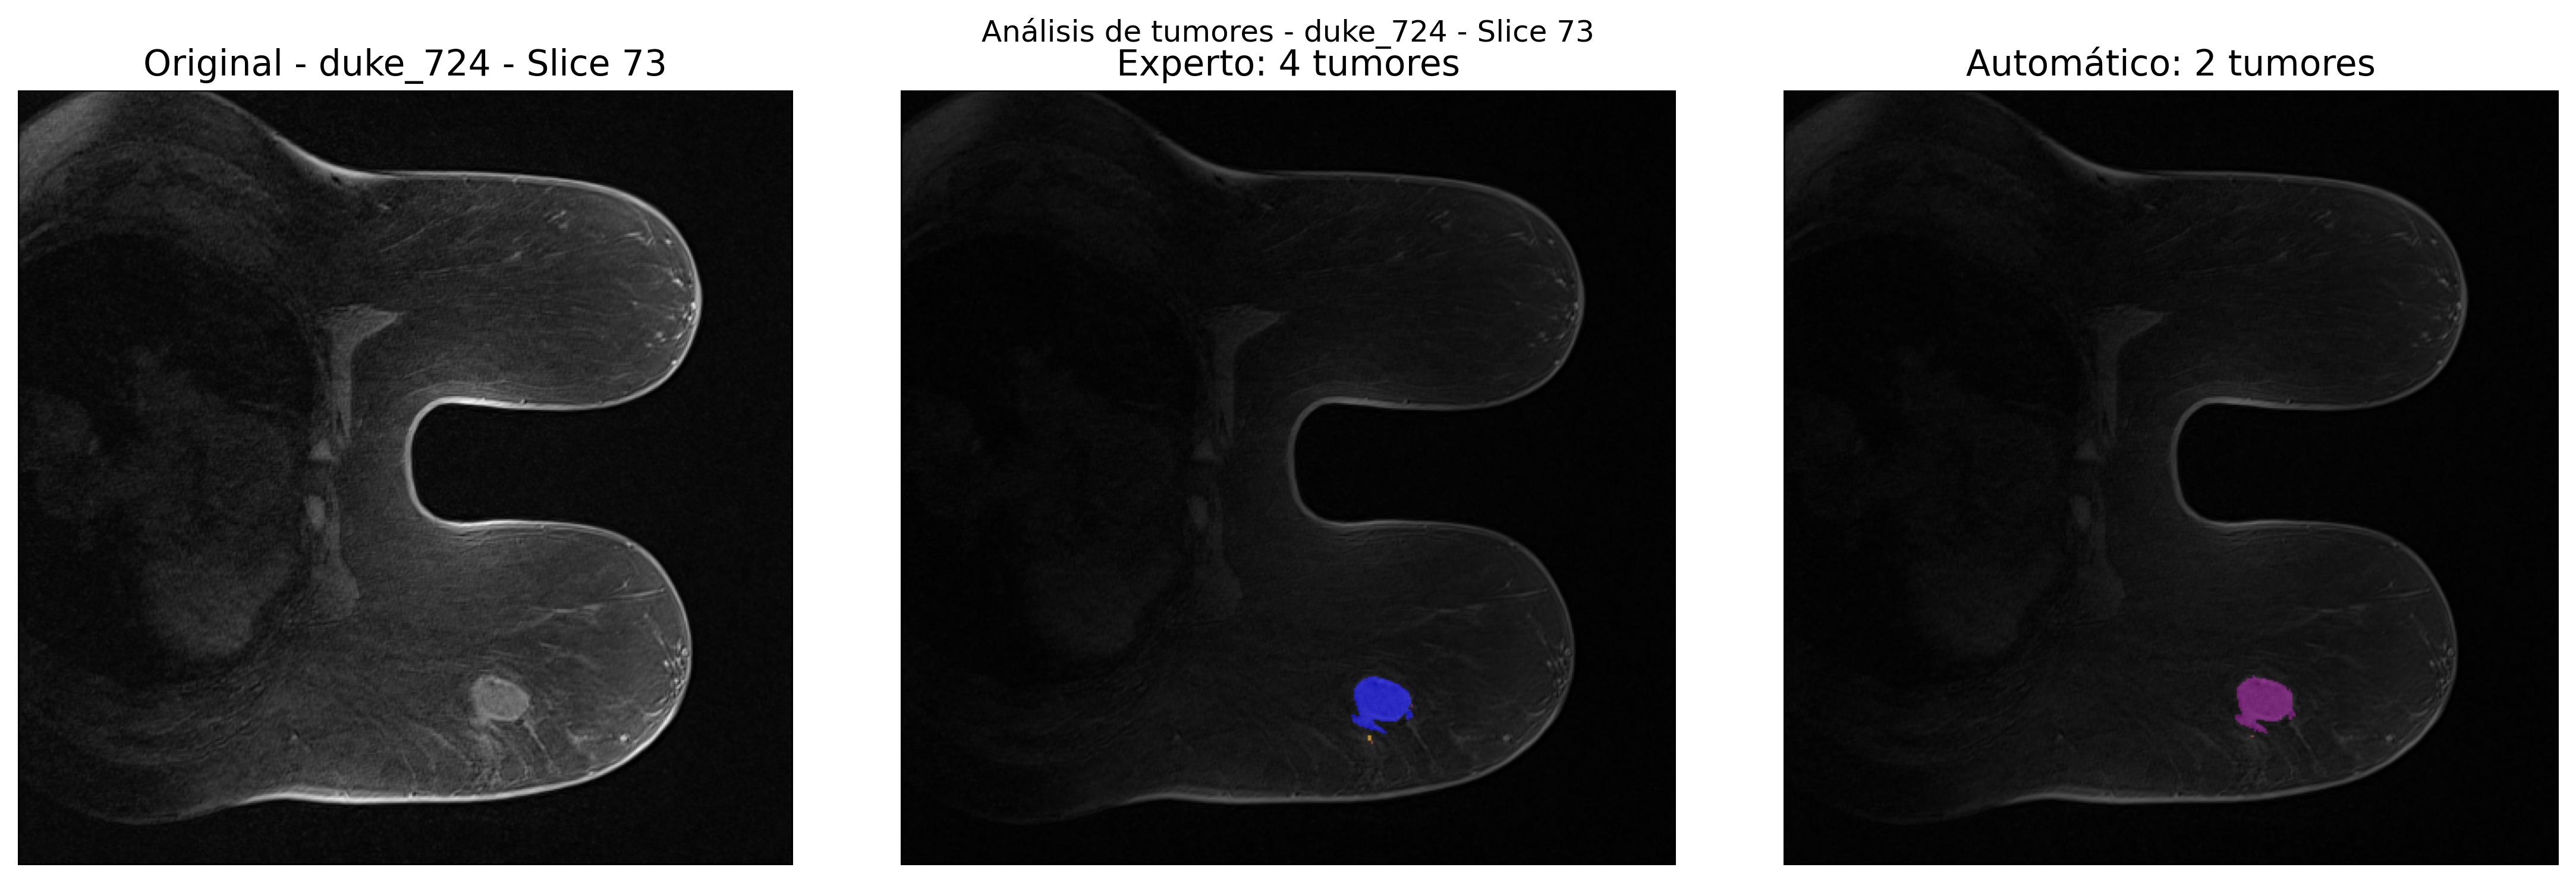 Análisis de tumores - duke_724 - Slice 73
Original - duke_724 - Slice 73
Experto: 4 tumores
Automático: 2 tumores